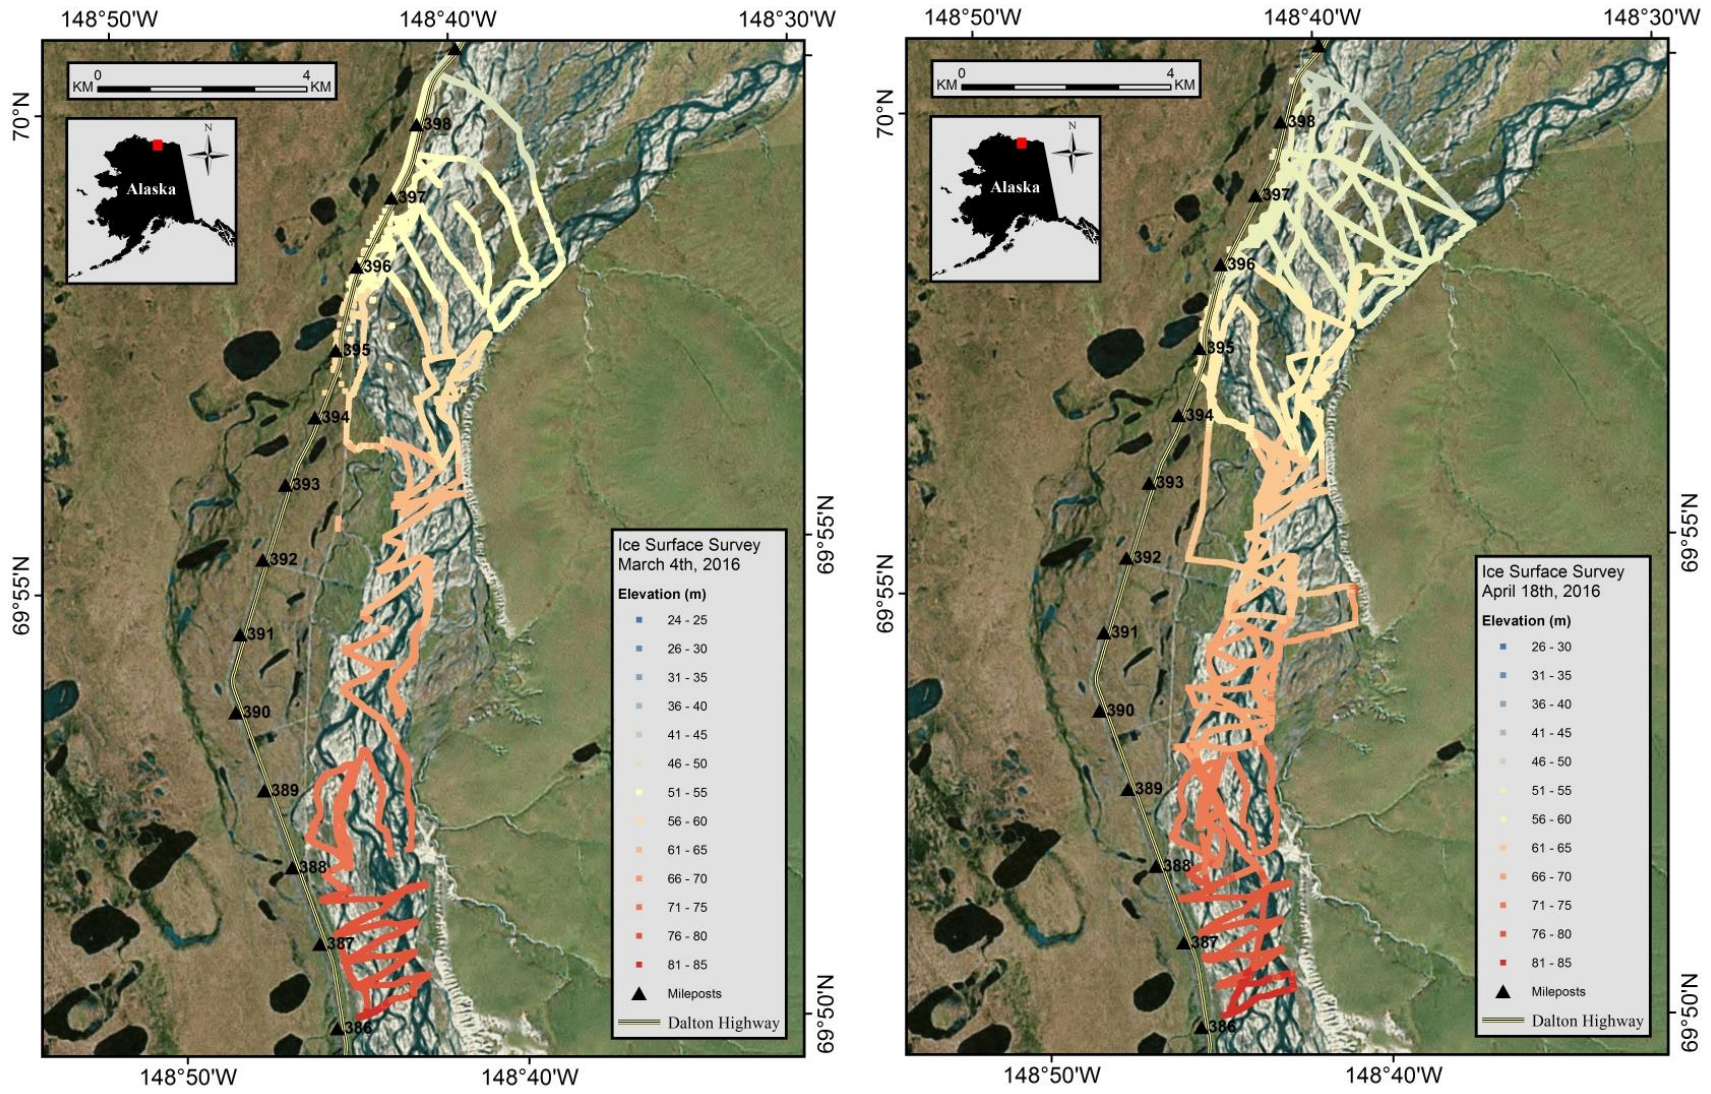 148°50'W 148°40'W 148°30'W
0 4
KM KM
N
Alaska
70°N
398
397
396
395
394
393
392
391
390
389
388
387
386
69°55'N
69°55'N
69°50'N
Ice Surface Survey
March 4th, 2016
Elevation (m)
24 - 25
26 - 30
31 - 35
36 - 40
41 - 45
46 - 50
51 - 55
56 - 60
61 - 65
66 - 70
71 - 75
76 - 80
81 - 85
Mileposts
Dalton Highway
148°50'W 148°40'W
148°50'W 148°40'W 148°30'W
0 4
KM KM
N
Alaska
70°N
398
397
396
395
394
393
392
391
390
389
388
387
386
69°55'N
69°55'N
69°50'N
Ice Surface Survey
April 18th, 2016
Elevation (m)
26 - 30
31 - 35
36 - 40
41 - 45
46 - 50
51 - 55
56 - 60
61 - 65
66 - 70
71 - 75
76 - 80
81 - 85
Mileposts
Dalton Highway
148°50'W 148°40'W